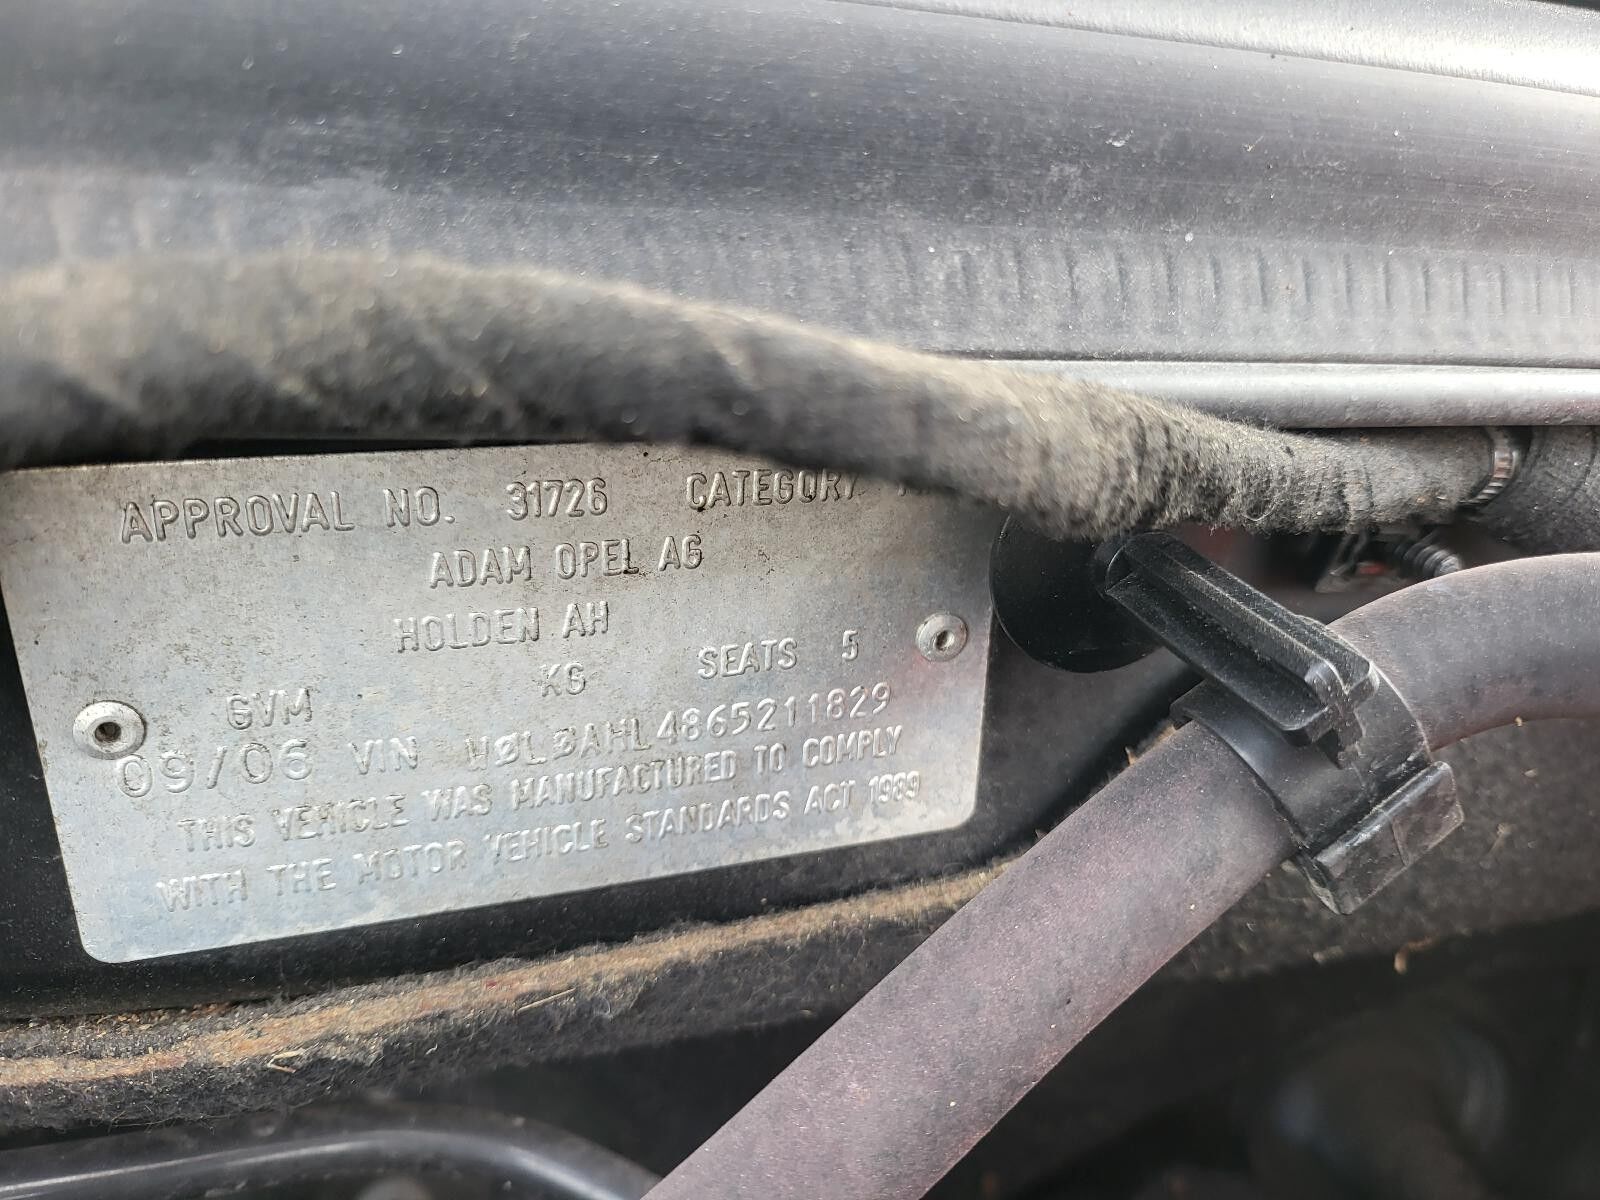 APPROVAL NO. 31726 CATEGORY
ADAM OPEL AG
HOLDEN AH
GVM KG SEATS 5
09/06 VIN WØLØAHL4865211829
THIS VEHICLE WAS MANUFACTURED TO COMPLY
WITH THE MOTOR VEHICLE STANDARDS ACT 1989